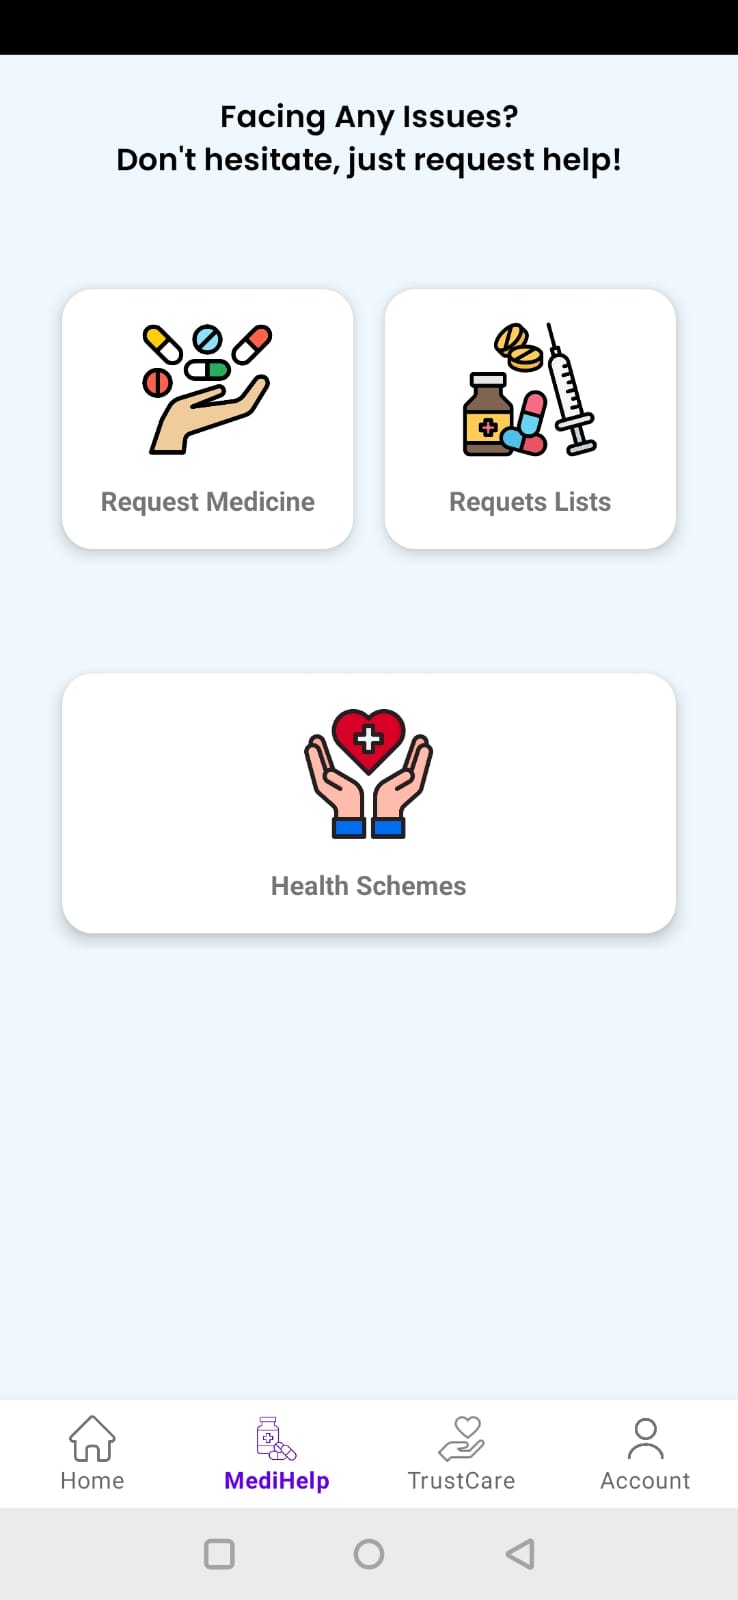 Facing Any Issues?
Don't hesitate, just request help!
Request Medicine
Requets Lists
Health Schemes
Home
MediHelp
TrustCare
Account